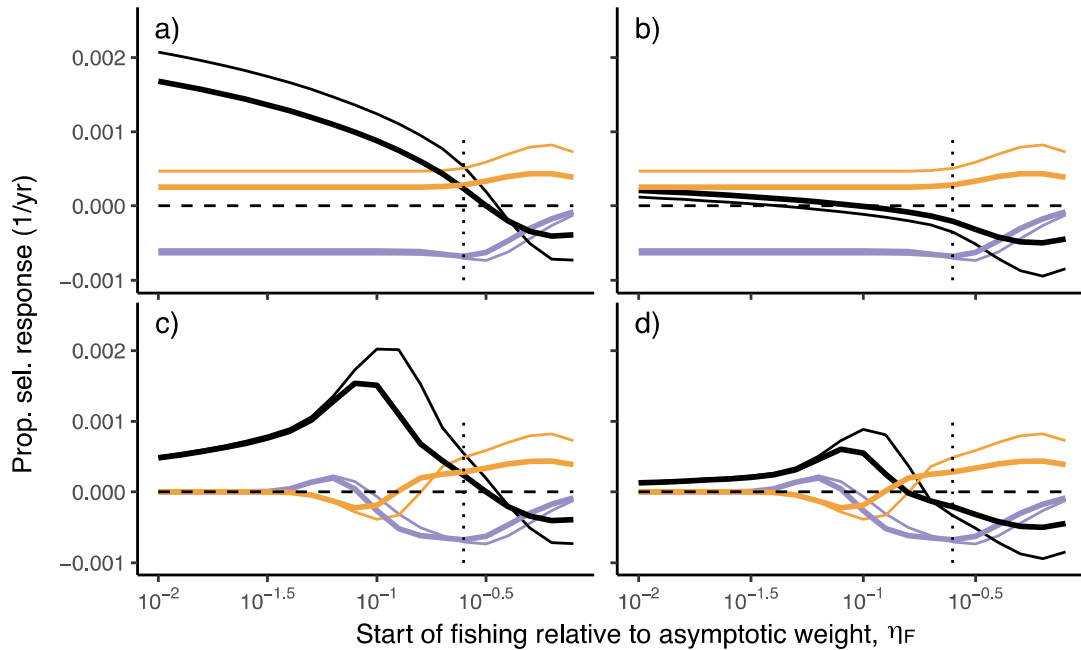 a)
b)
0.002
0.001
0.000
−0.001
c)
d)
0.002
0.001
0.000
−0.001
10^−2
10^−1.5
10^−1
10^−0.5
10^−2
10^−1.5
10^−1
10^−0.5
Prop. sel. response (1/yr)
Start of fishing relative to asymptotic weight, ηF